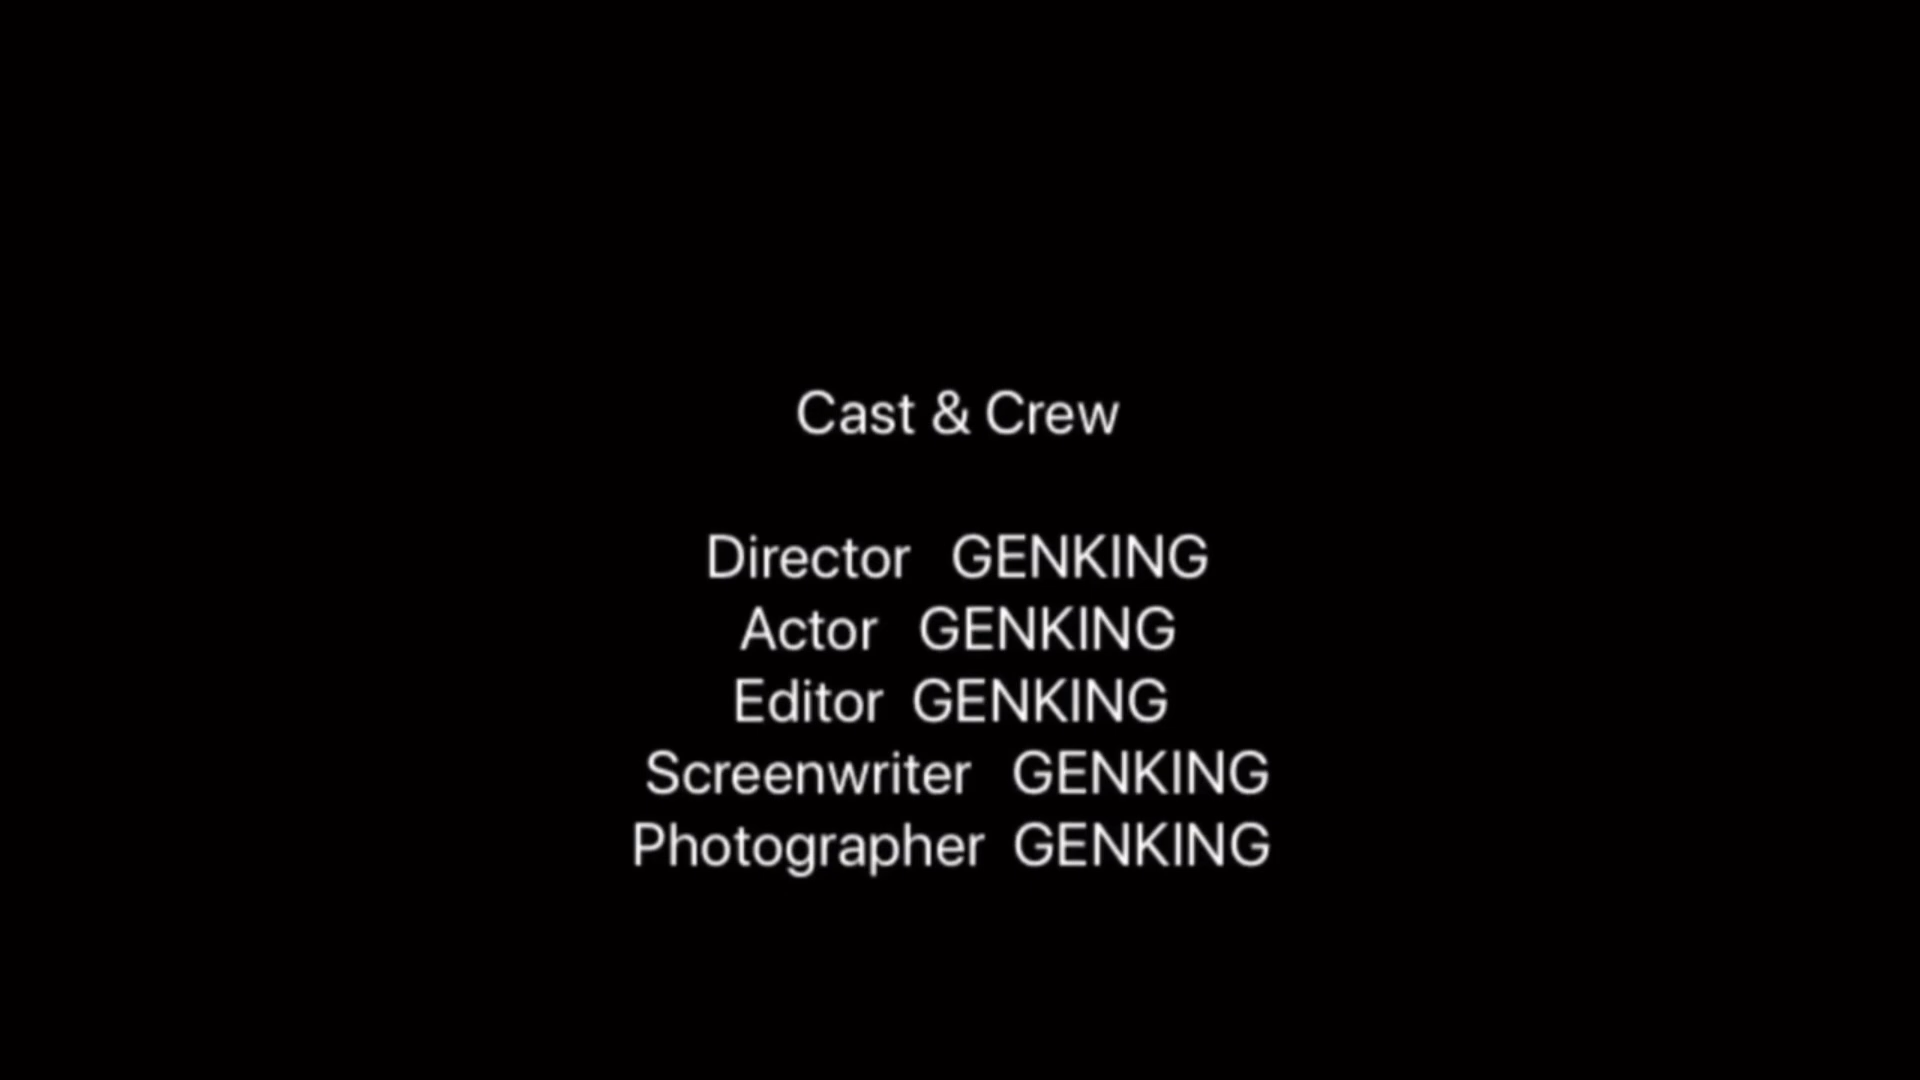 Cast & Crew
Director GENKING
Actor GENKING
Editor GENKING
Screenwriter GENKING
Photographer GENKING